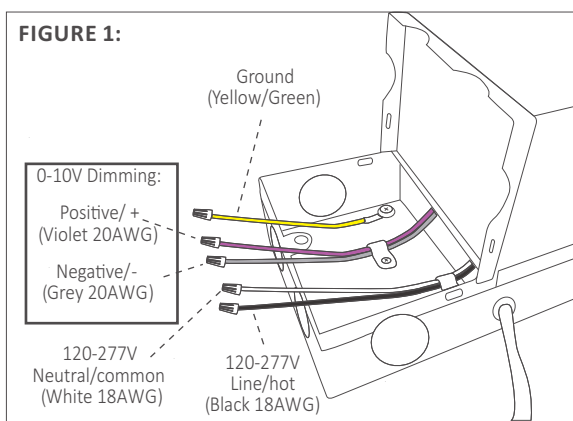 FIGURE 1:
Ground
(Yellow/Green)
0-10V Dimming:
Positive/ +
(Violet 20AWG)
Negative/-
(Grey 20AWG)
120-277V
Neutral/common
(White 18AWG)
120-277V
Line/hot
(Black 18AWG)